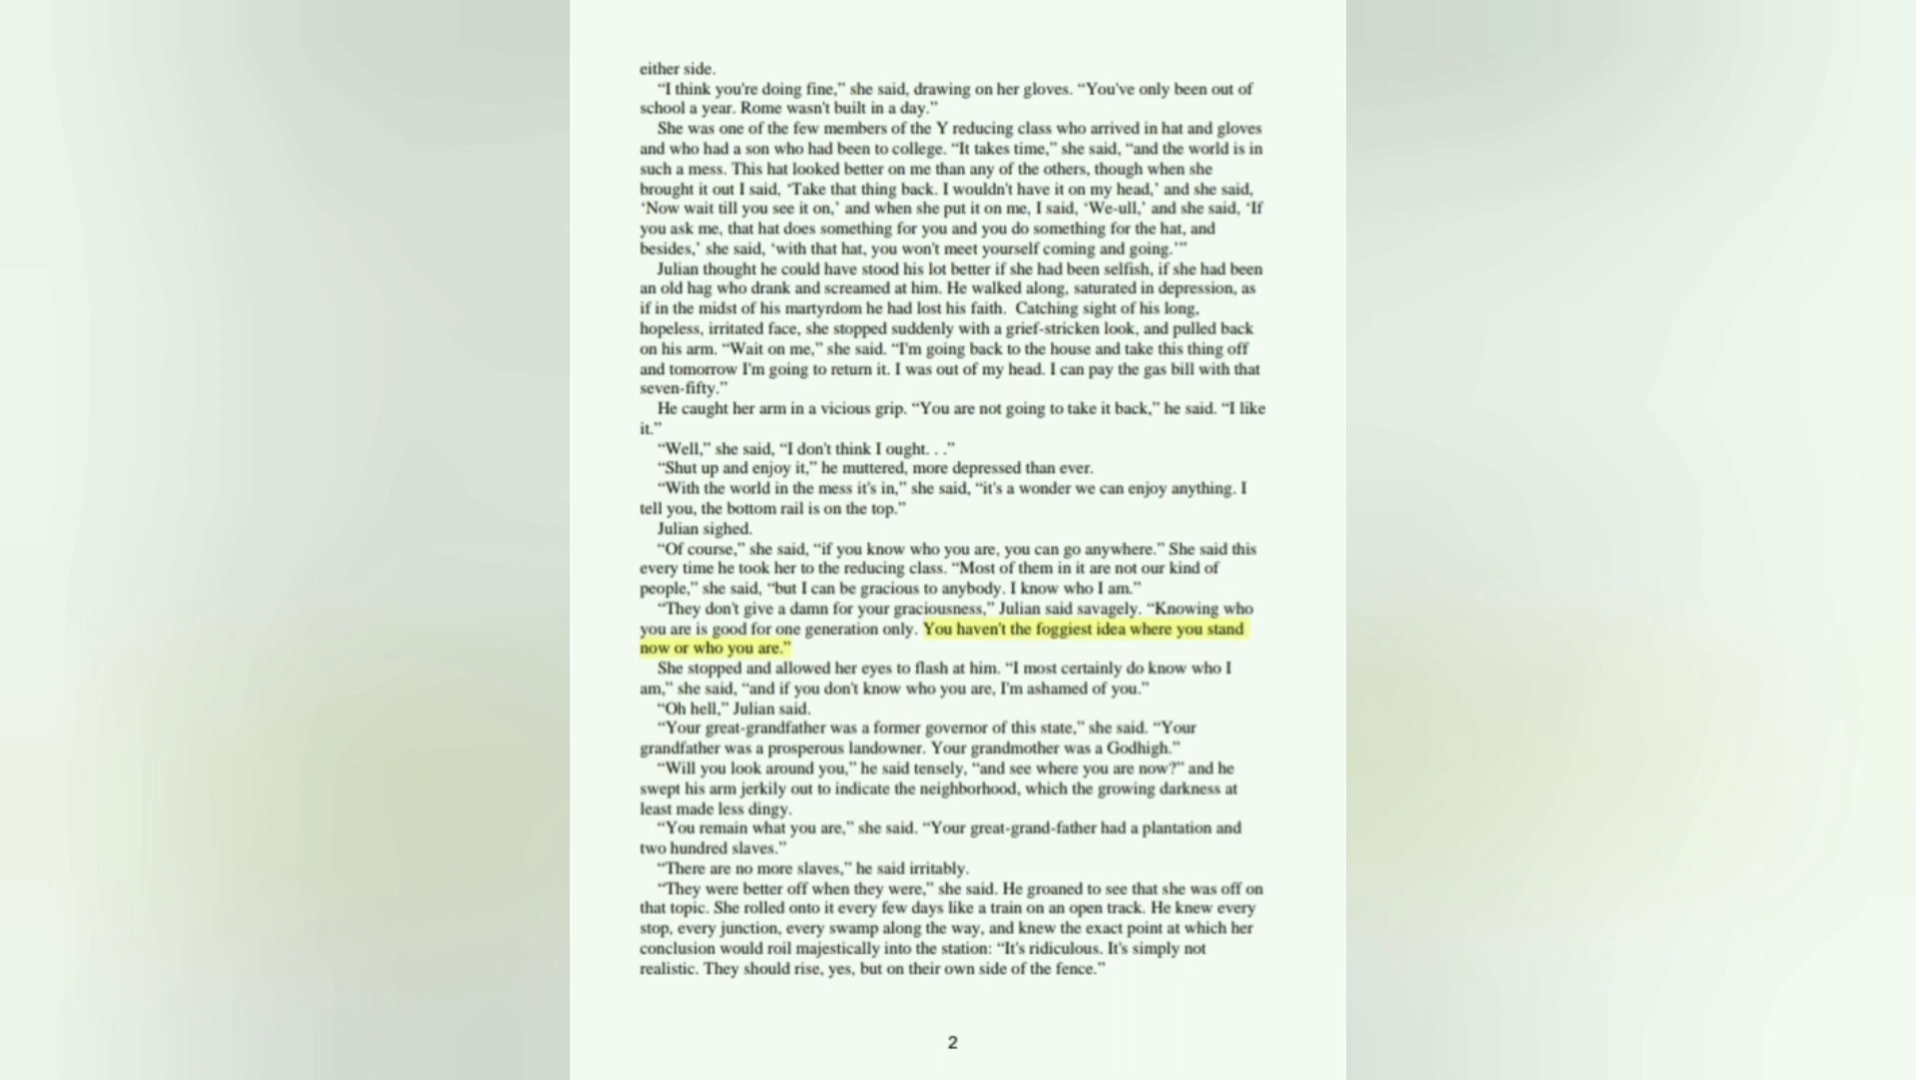 either side.
“I think you're doing fine,” she said, drawing on her gloves. “You've only been out of
school a year. Rome wasn't built in a day.”
She was one of the few members of the Y reducing class who arrived in hat and gloves
and who had a son who had been to college. “It takes time,” she said, “and the world is in
such a mess. This hat looked better on me than any of the others, though when she
brought it out I said, ‘Take that thing back. I wouldn't have it on my head,’ and she said,
‘Now wait till you see it on,’ and when she put it on me, I said, ‘We-ull,’ and she said, ‘If
you ask me, that hat does something for you and you do something for the hat, and
besides,’ she said, ‘with that hat, you won't meet yourself coming and going.’”
Julian thought he could have stood his lot better if she had been selfish, if she had been
an old hag who drank and screamed at him. He walked along, saturated in depression, as
if in the midst of his martyrdom he had lost his faith. Catching sight of his long,
hopeless, irritated face, she stopped suddenly with a grief-stricken look, and pulled back
on his arm. “Wait on me,” she said. “I'm going back to the house and take this thing off
and tomorrow I'm going to return it. I was out of my head. I can pay the gas bill with that
seven-fifty.”
He caught her arm in a vicious grip. “You are not going to take it back,” he said. “I like
it.”
“Well,” she said, “I don't think I ought. . .”
“Shut up and enjoy it,” he muttered, more depressed than ever.
“With the world in the mess it's in,” she said, “it's a wonder we can enjoy anything. I
tell you, the bottom rail is on the top.”
Julian sighed.
“Of course,” she said, “if you know who you are, you can go anywhere.” She said this
every time he took her to the reducing class. “Most of them in it are not our kind of
people,” she said, “but I can be gracious to anybody. I know who I am.”
“They don't give a damn for your graciousness,” Julian said savagely. “Knowing who
you are is good for one generation only. You haven't the foggiest idea where you stand
now or who you are.”
She stopped and allowed her eyes to flash at him. “I most certainly do know who I
am,” she said, “and if you don't know who you are, I'm ashamed of you.”
“Oh hell,” Julian said.
“Your great-grandfather was a former governor of this state,” she said. “Your
grandfather was a prosperous landowner. Your grandmother was a Godhigh.”
“Will you look around you,” he said tensely, “and see where you are now?” and he
swept his arm jerkily out to indicate the neighborhood, which the growing darkness at
least made less dingy.
“You remain what you are,” she said. “Your great-grand-father had a plantation and
two hundred slaves.”
“There are no more slaves,” he said irritably.
“They were better off when they were,” she said. He groaned to see that she was off on
that topic. She rolled onto it every few days like a train on an open track. He knew every
stop, every junction, every swamp along the way, and knew the exact point at which her
conclusion would roil majestically into the station: “It's ridiculous. It's simply not
realistic. They should rise, yes, but on their own side of the fence.”
2